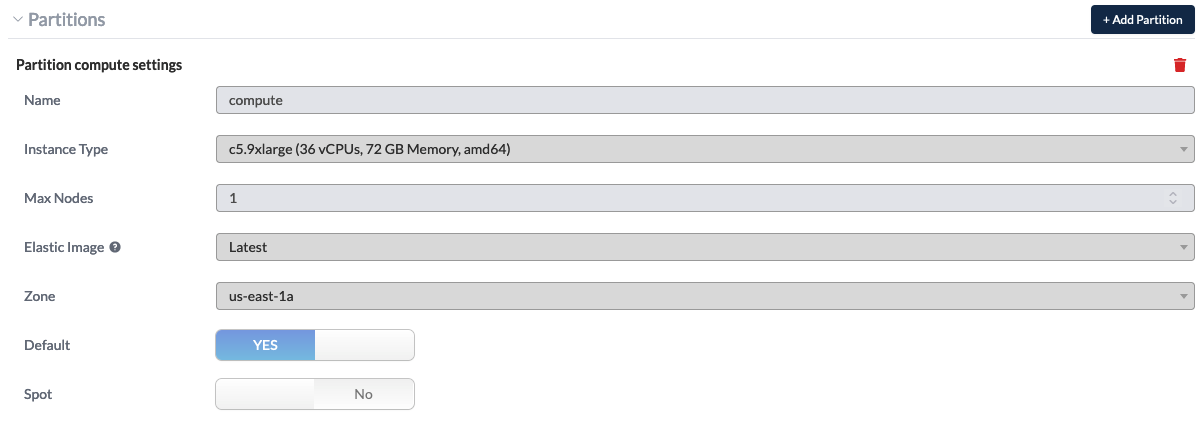 Partitions
+ Add Partition
Partition compute settings
Name
compute
Instance Type
c5.9xlarge (36 vCPUs, 72 GB Memory, amd64)
Max Nodes
1
Elastic Image ?
Latest
Zone
us-east-1a
Default
YES
Spot
No